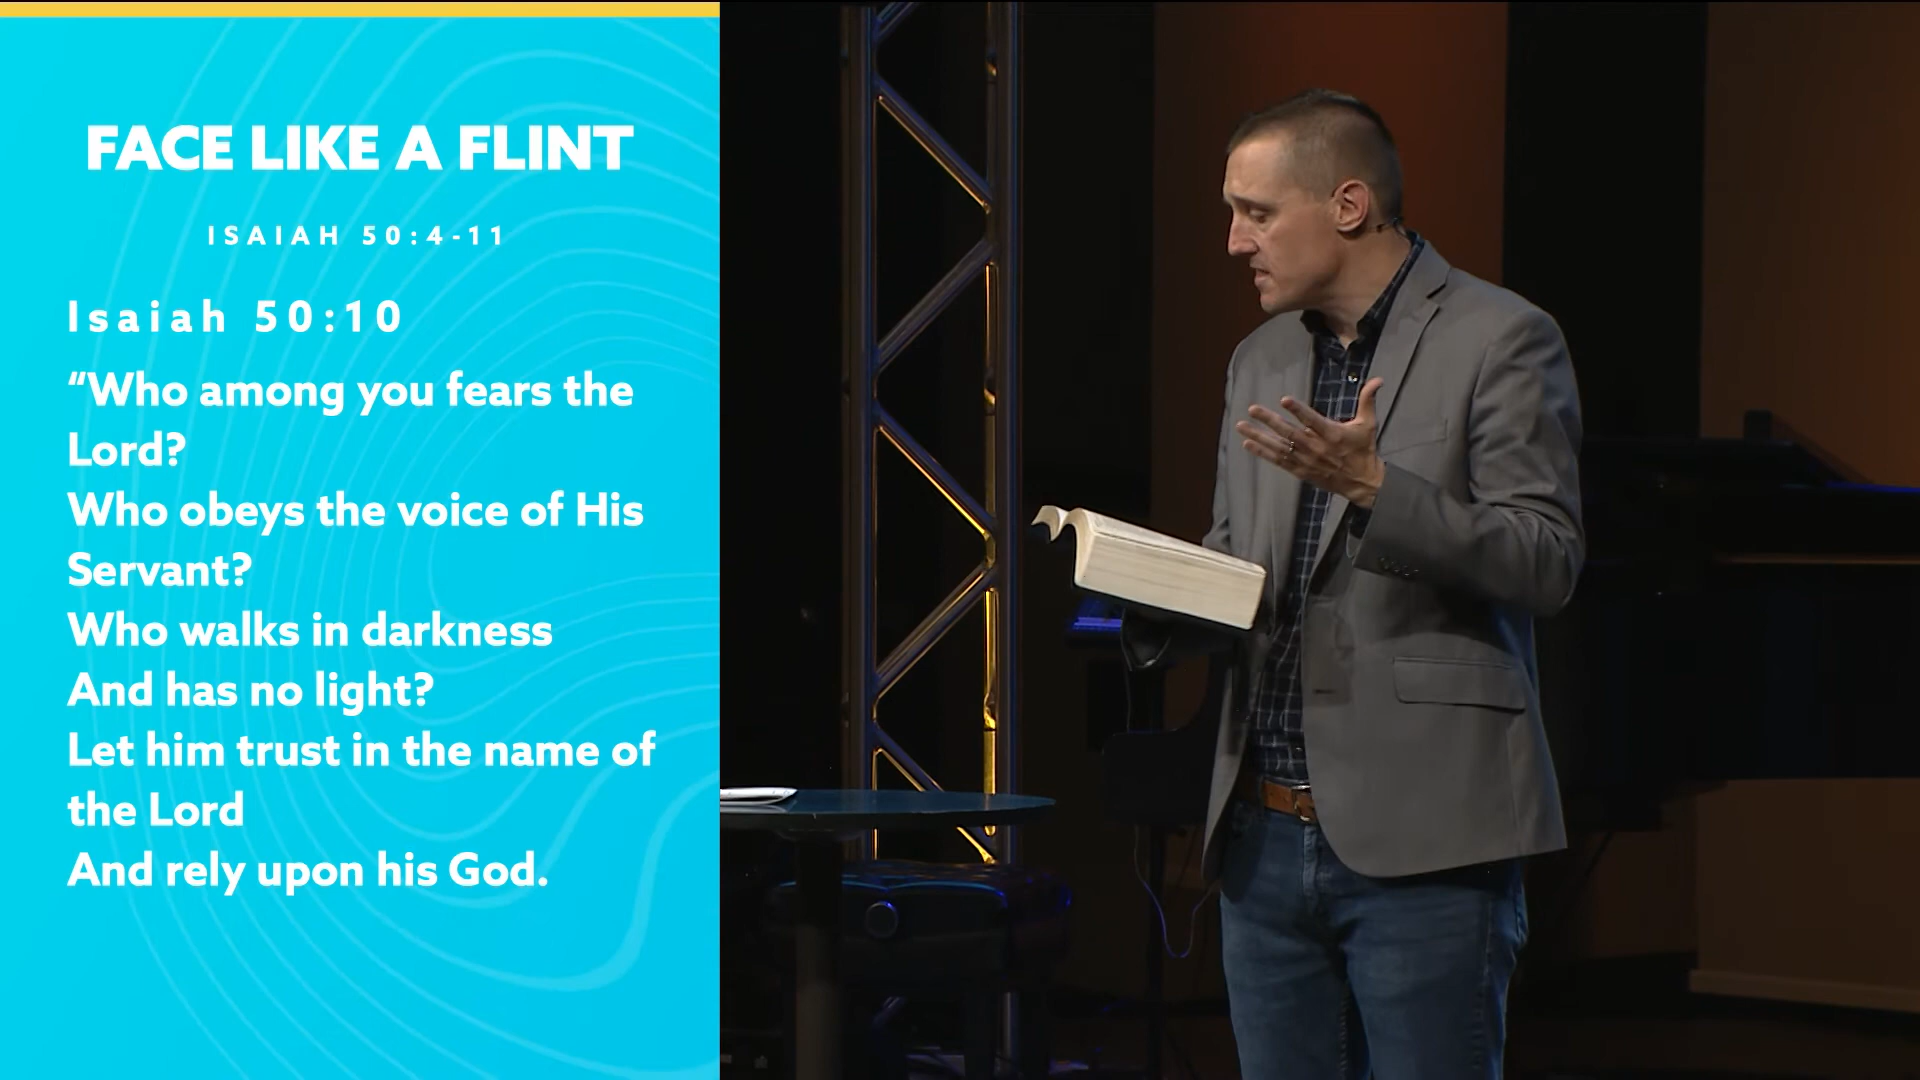 FACE LIKE A FLINT
ISAIAH 50:4-11
Isaiah 50:10
“Who among you fears the
Lord?
Who obeys the voice of His
Servant?
Who walks in darkness
And has no light?
Let him trust in the name of
the Lord
And rely upon his God.